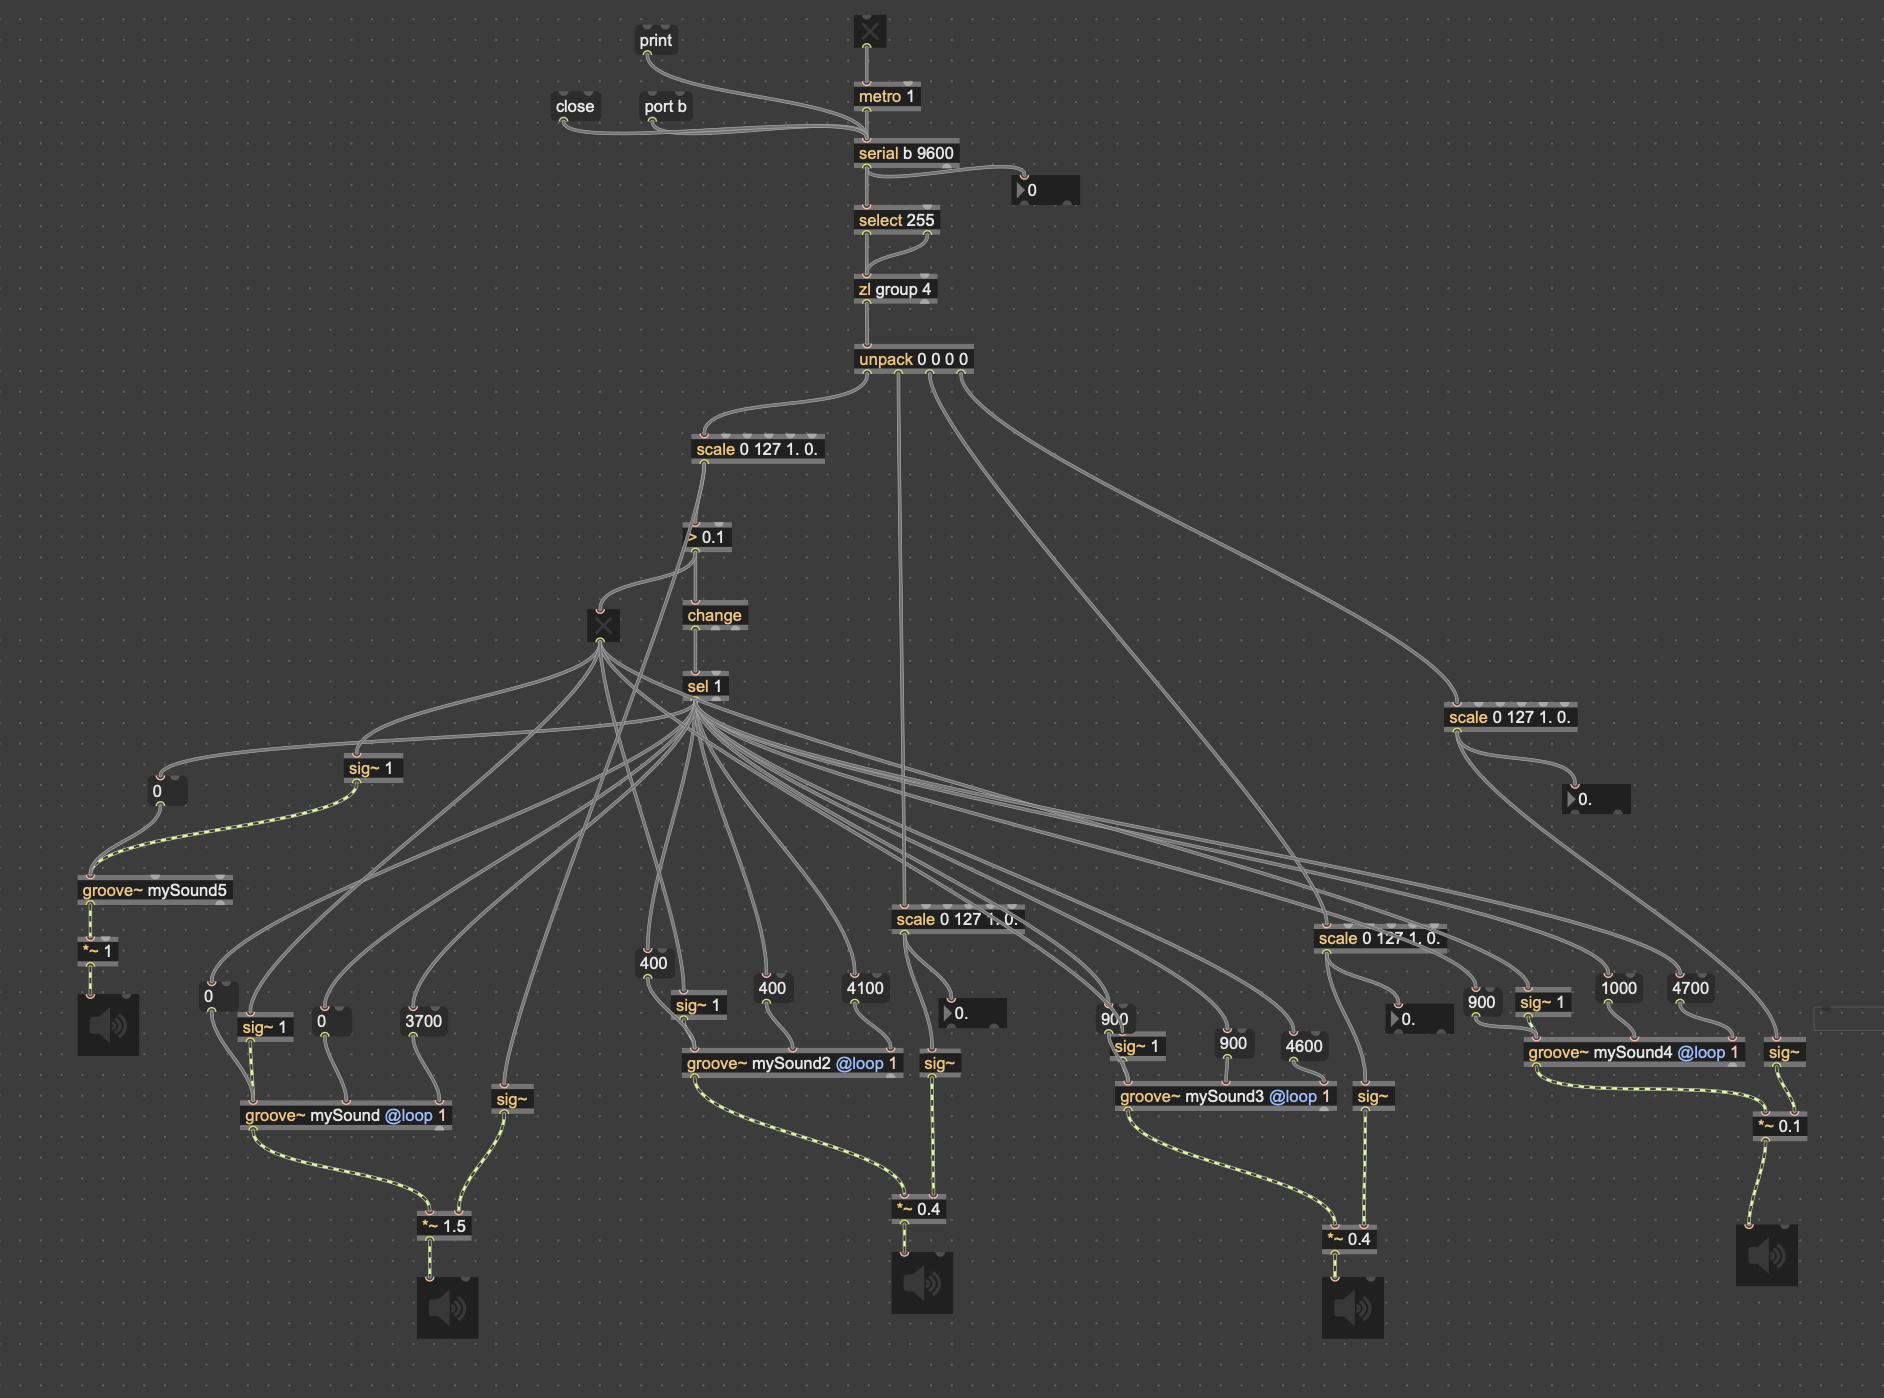 print
metro 1
close
port b
serial b 9600
0
select 255
zl group 4
unpack 0 0 0 0
scale 0 127 1. 0.
> 0.1
change
sel 1
scale 0 127 1. 0.
sig~ 1
0
0.
groove~ mySound5
scale 0 127 1. 0.
scale 0 127 1. 0.
*~ 1
400
0
sig~ 1
0
3700
sig~ 1
400
4100
0.
900
sig~ 1
900
4600
0.
900
sig~ 1
1000
4700
groove~ mySound2 @loop 1
sig~
groove~ mySound4 @loop 1
sig~
groove~ mySound3 @loop 1
sig~
groove~ mySound @loop 1
sig~
*~ 0.1
*~ 1.5
*~ 0.4
*~ 0.4